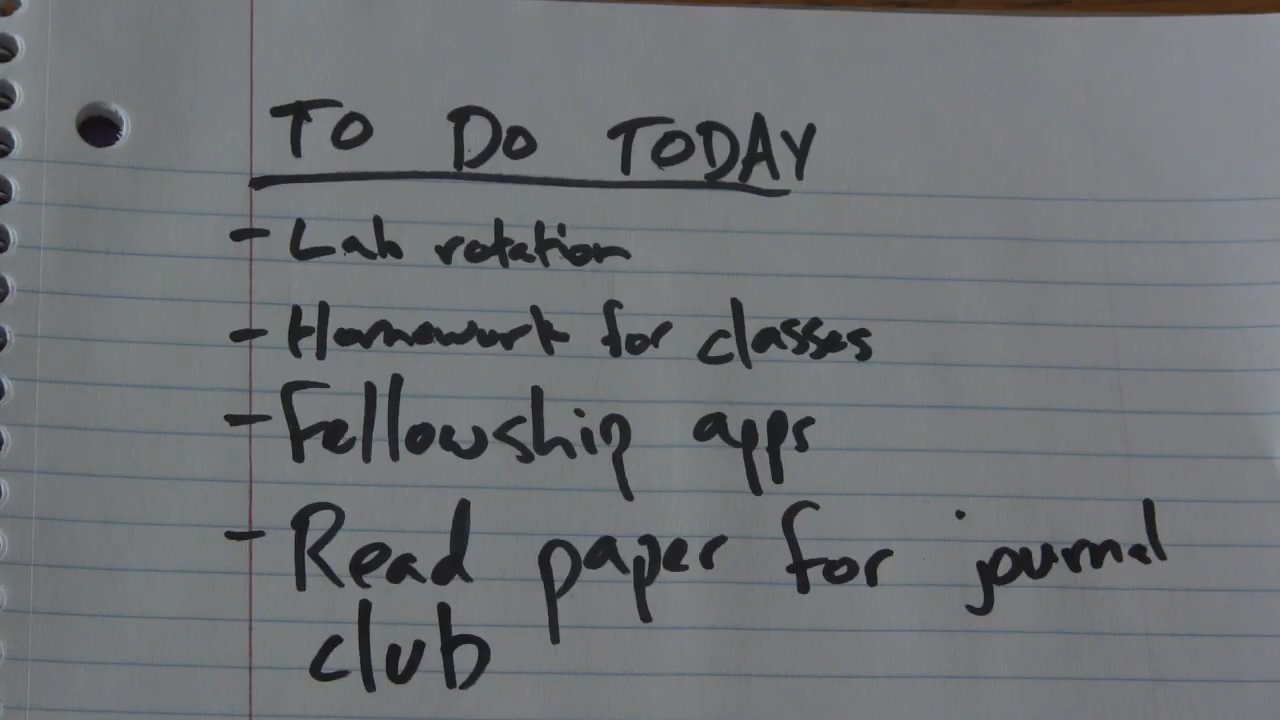 TO DO TODAY
- Lab rotation
- Homework for classes
- Fellowship apps
- Read paper for journal
club